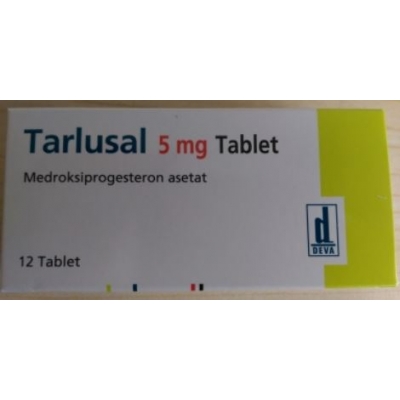 Tarlusal 5 mg Tablet
Medroksiprogesteron asetat
d
DEVA
12 Tablet